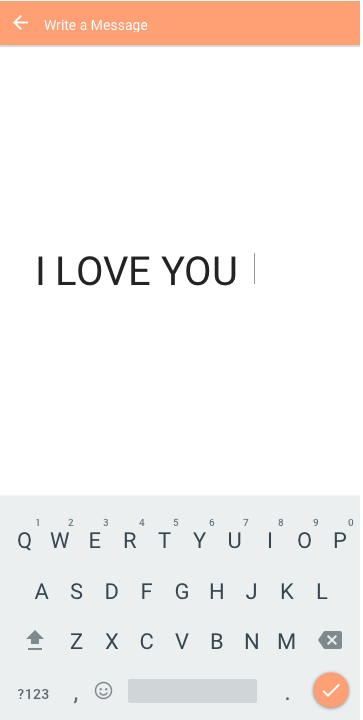 Write a Message
I LOVE YOU
1 2 3 4 5 6 7 8 9 0
Q W E R T Y U I O P
A S D F G H J K L
Z X C V B N M
?123 , .